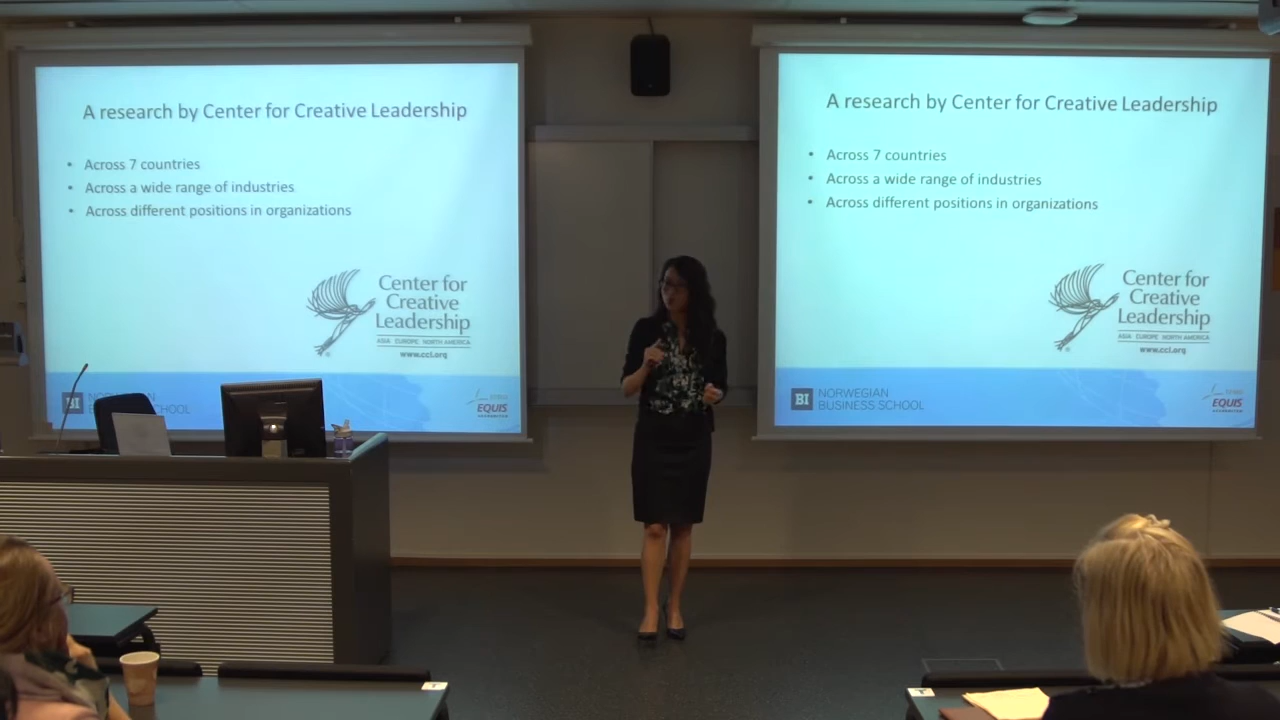 A research by Center for Creative Leadership
• Across 7 countries
• Across a wide range of industries
• Across different positions in organizations
Center for
Creative
Leadership
ASIA EUROPE NORTH AMERICA
www.ccl.org
BI
SCHOOL
EQUIS
ACCREDITED
A research by Center for Creative Leadership
• Across 7 countries
• Across a wide range of industries
• Across different positions in organizations
Center for
Creative
Leadership
ASIA EUROPE NORTH AMERICA
www.ccl.org
BI
NORWEGIAN
BUSINESS SCHOOL
EQUIS
ACCREDITED